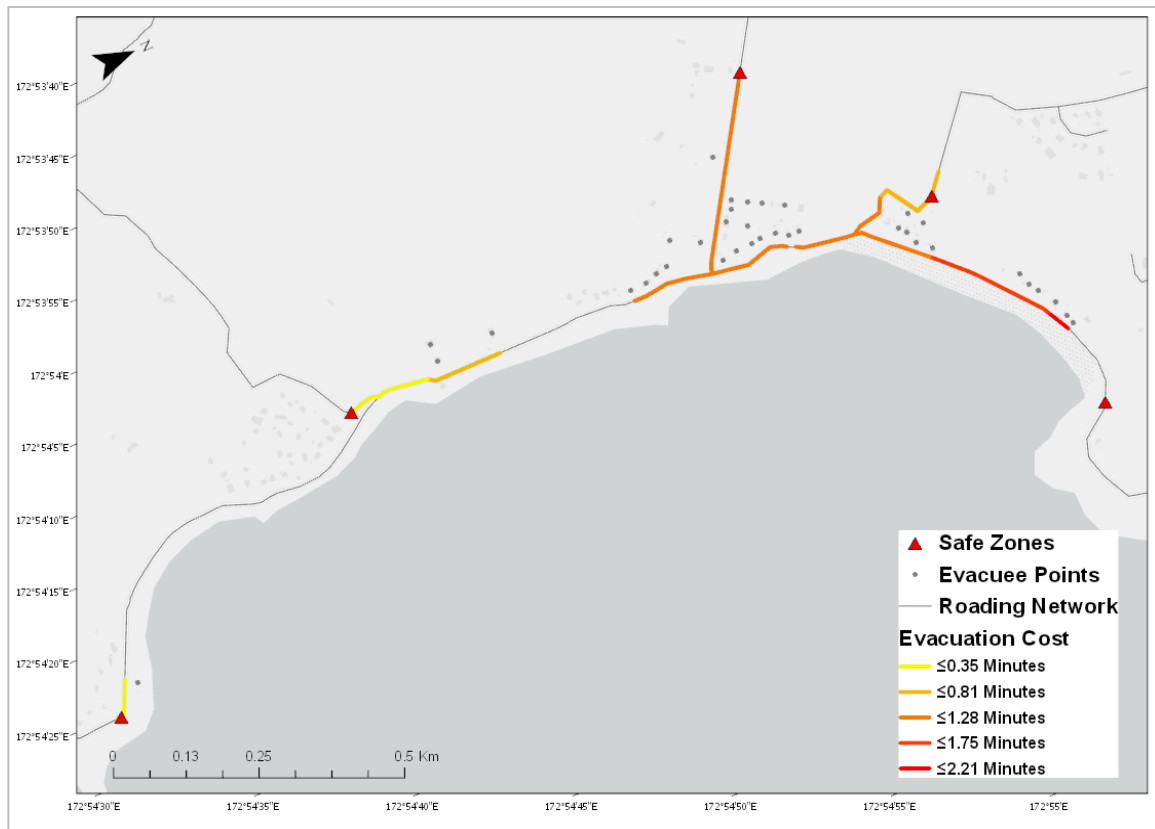 N
172°53'40"E
172°53'45"E
172°53'50"E
172°53'55"E
172°54'E
172°54'5"E
172°54'10"E
172°54'15"E
172°54'20"E
172°54'25"E
Safe Zones
Evacuee Points
Roading Network
Evacuation Cost
≤0.35 Minutes
≤0.81 Minutes
≤1.28 Minutes
≤1.75 Minutes
≤2.21 Minutes
0 0.13 0.25 0.5 Km
172°54'30"E 172°54'35"E 172°54'40"E 172°54'45"E 172°54'50"E 172°54'55"E 172°55'E